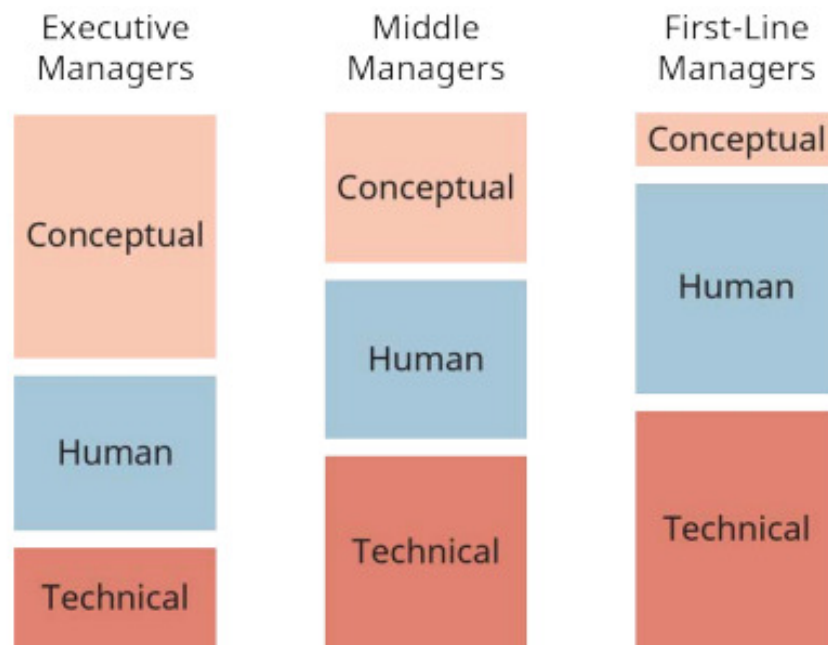 Executive
Managers
Middle
Managers
First-Line
Managers
Conceptual
Human
Technical
Conceptual
Human
Technical
Conceptual
Human
Technical